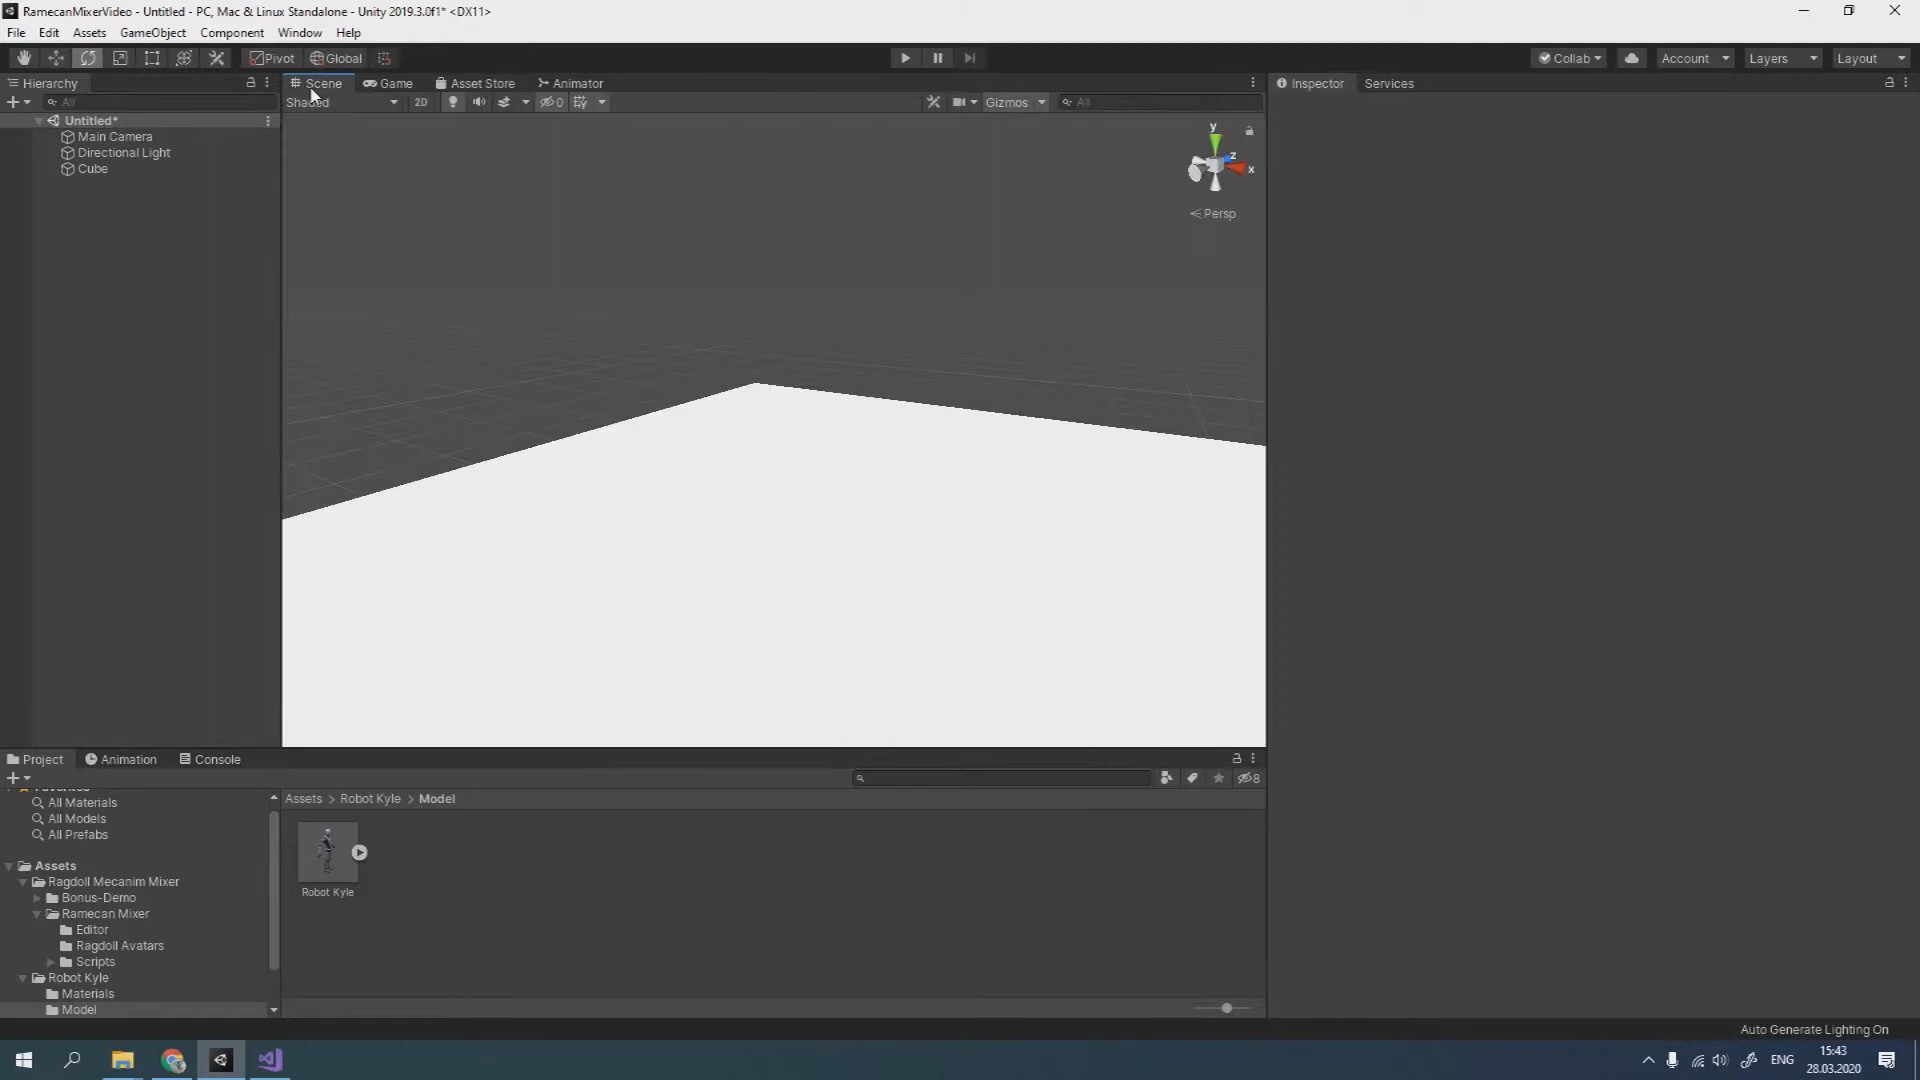 RamecanMixerVideo - Untitled - PC, Mac & Linux Standalone - Unity 2019.3.0f1* <DX11>
File Edit Assets GameObject Component Window Help
Pivot Global Collab Account Layers Layout
Hierarchy Scene Game Asset Store Animator Inspector Services
All Shaded 2D 0 Gizmos All
Untitled*
Main Camera
Directional Light
Cube
y
z
x
Persp
Project Animation Console
8
All Materials
All Models
All Prefabs
Assets
Ragdoll Mecanim Mixer
Bonus-Demo
Ramecan Mixer
Editor
Ragdoll Avatars
Scripts
Robot Kyle
Materials
Model
Assets > Robot Kyle > Model
Robot Kyle
Auto Generate Lighting On
ENG
15:43
28.03.2020